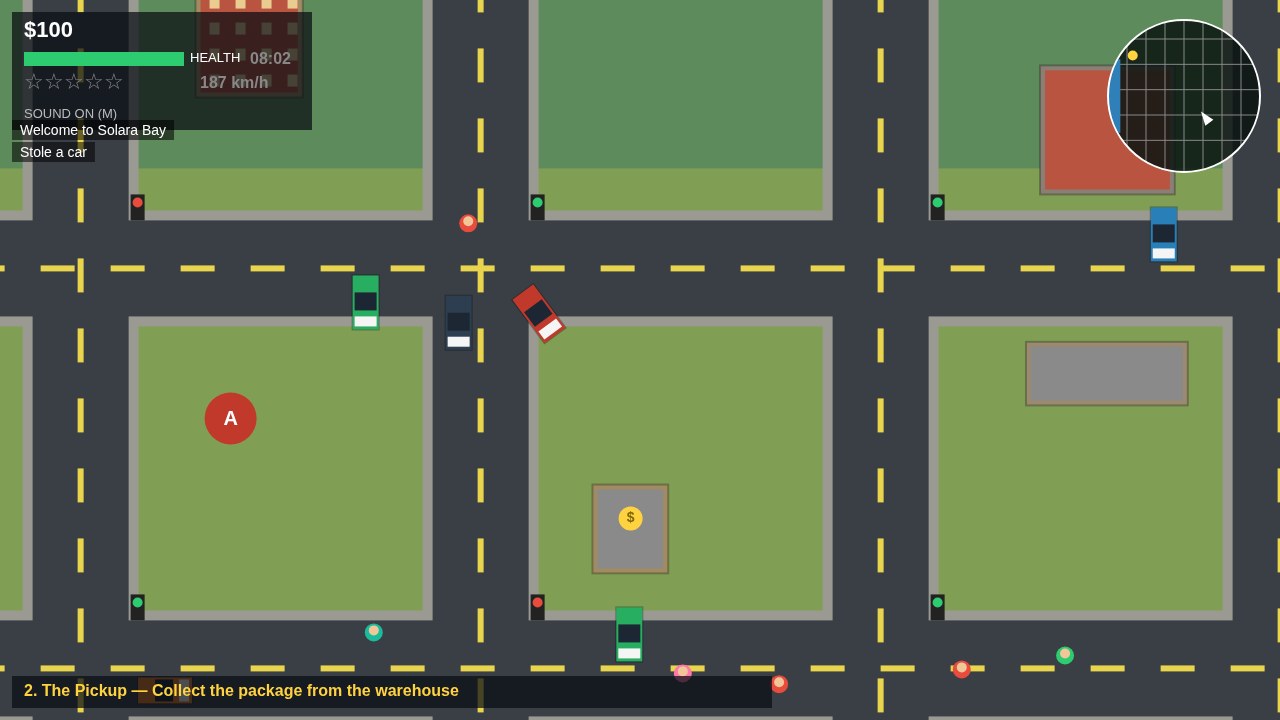 $100
HEALTH 08:02
☆☆☆☆☆ 187 km/h
SOUND ON (M)
Welcome to Solara Bay
Stole a car
A
$
2. The Pickup — Collect the package from the warehouse